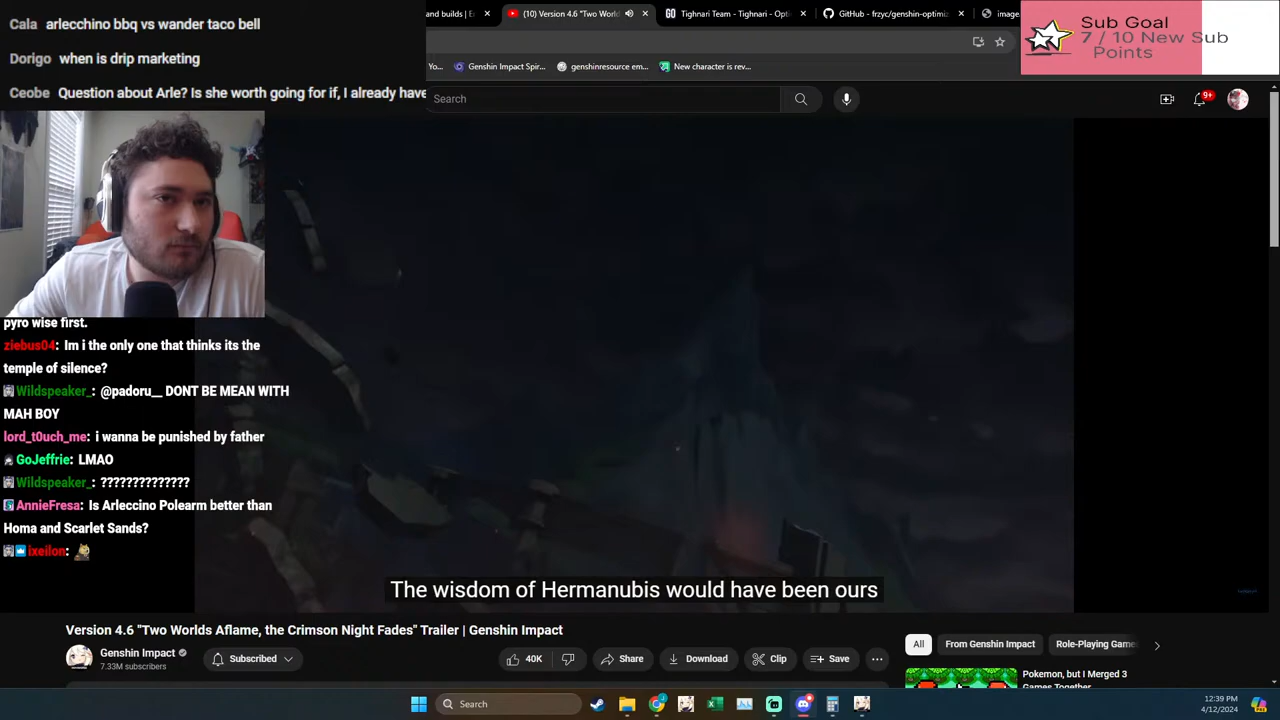 Cala arlecchino bbq vs wander taco bell
Dorigo when is drip marketing
Ceobe Question about Arle? Is she worth going for if, I already have
and builds | E
(10) Version 4.6 "Two World
Tighnari Team - Tighnari - Opti
GitHub - frzyc/genshin-optimiz
image.
Sub Goal
7 / 10 New Sub
Points
Yo...
Genshin Impact Spir...
genshinresource em...
New character is rev...
Search
9+
pyro wise first.
ziebus04: Im i the only one that thinks its the
temple of silence?
Wildspeaker_: @padoru__ DONT BE MEAN WITH
MAH BOY
lord_t0uch_me: i wanna be punished by father
GoJeffrie: LMAO
Wildspeaker_: ?????????????
AnnieFresa: Is Arleccino Polearm better than
Homa and Scarlet Sands?
ixeilon:
The wisdom of Hermanubis would have been ours
Version 4.6 "Two Worlds Aflame, the Crimson Night Fades" Trailer | Genshin Impact
Genshin Impact
7.33M subscribers
Subscribed
40K
Share
Download
Clip
Save
All
From Genshin Impact
Role-Playing Game
Pokemon, but I Merged 3
Games Together
Search
12:39 PM
4/12/2024